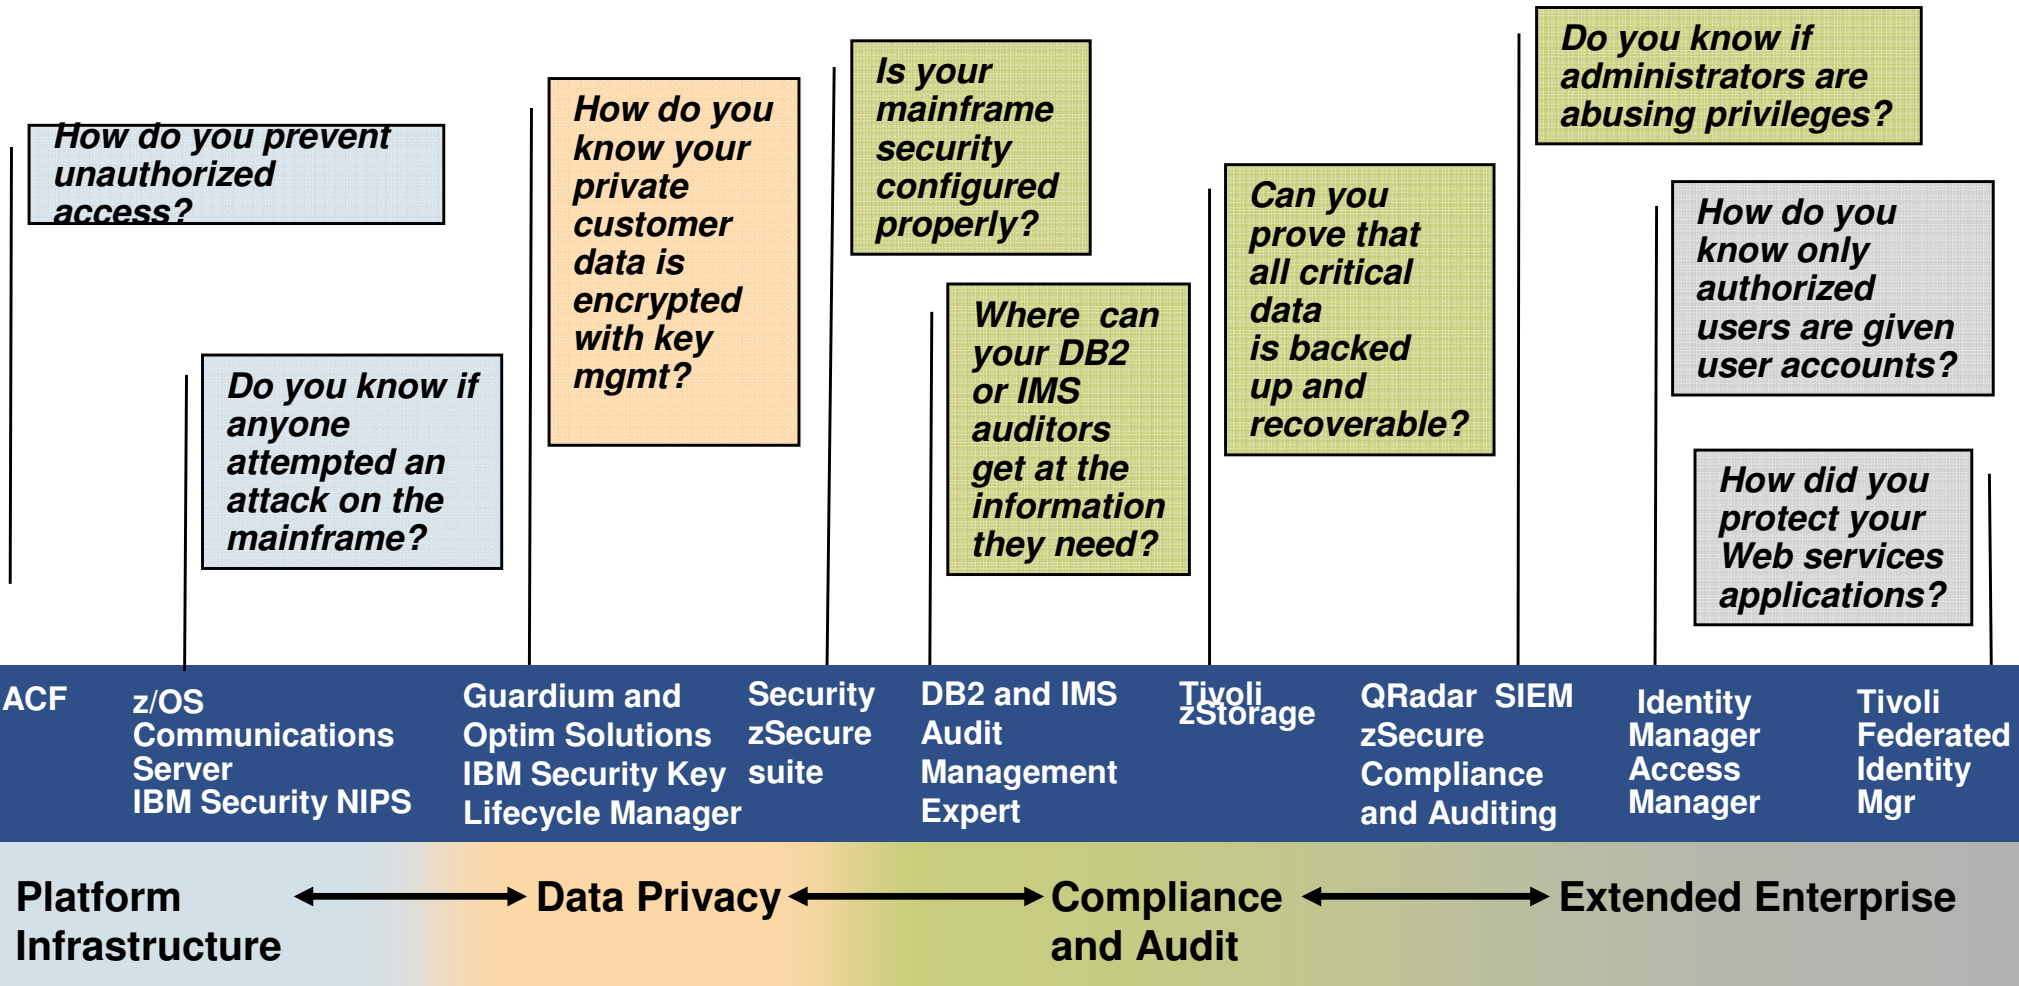 How do you prevent
unauthorized
access?
Do you know if
anyone
attempted an
attack on the
mainframe?
How do you
know your
private
customer
data is
encrypted
with key
mgmt?
Is your
mainframe
security
configured
properly?
Where can
your DB2
or IMS
auditors
get at the
information
they need?
Can you
prove that
all critical
data
is backed
up and
recoverable?
Do you know if
administrators are
abusing privileges?
How do you
know only
authorized
users are given
user accounts?
How did you
protect your
Web services
applications?
ACF
z/OS
Communications
Server
IBM Security NIPS
Guardium and
Optim Solutions
IBM Security Key
Lifecycle Manager
Security
zSecure
suite
DB2 and IMS
Audit
Management
Expert
Tivoli
zStorage
QRadar SIEM
zSecure
Compliance
and Auditing
Identity
Manager
Access
Manager
Tivoli
Federated
Identity
Mgr
Platform
Infrastructure
Data Privacy
Compliance
and Audit
Extended Enterprise